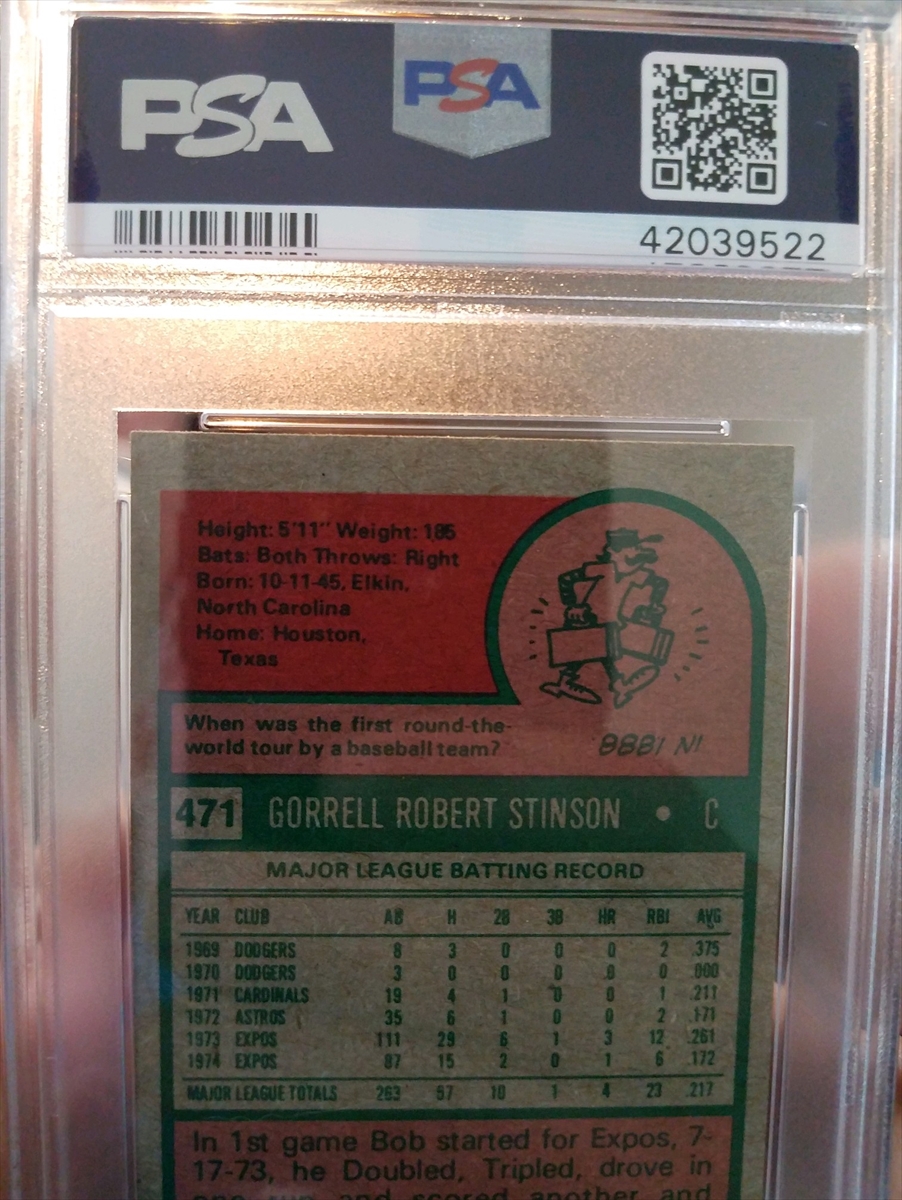 PSA
PSA
42039522
Height: 5'11" Weight: 185
Bats: Both Throws: Right
Born: 10-11-45, Elkin,
North Carolina
Home: Houston,
Texas
When was the first round-the-
world tour by a baseball team?
IN 1888
471 GORRELL ROBERT STINSON • C
MAJOR LEAGUE BATTING RECORD
YEAR CLUB AB H 2B 3B HR RBI AVG
1969 DODGERS 8 3 0 0 0 2 .375
1970 DODGERS 3 0 0 0 0 0 .000
1971 CARDINALS 19 4 1 0 0 1 .211
1972 ASTROS 35 6 1 0 0 2 .171
1973 EXPOS 111 29 6 1 3 12 .261
1974 EXPOS 87 15 2 0 1 6 .172
MAJOR LEAGUE TOTALS 263 57 10 1 4 23 .217
In 1st game Bob started for Expos, 7-
17-73, he Doubled, Tripled, drove in
one run and scored another and